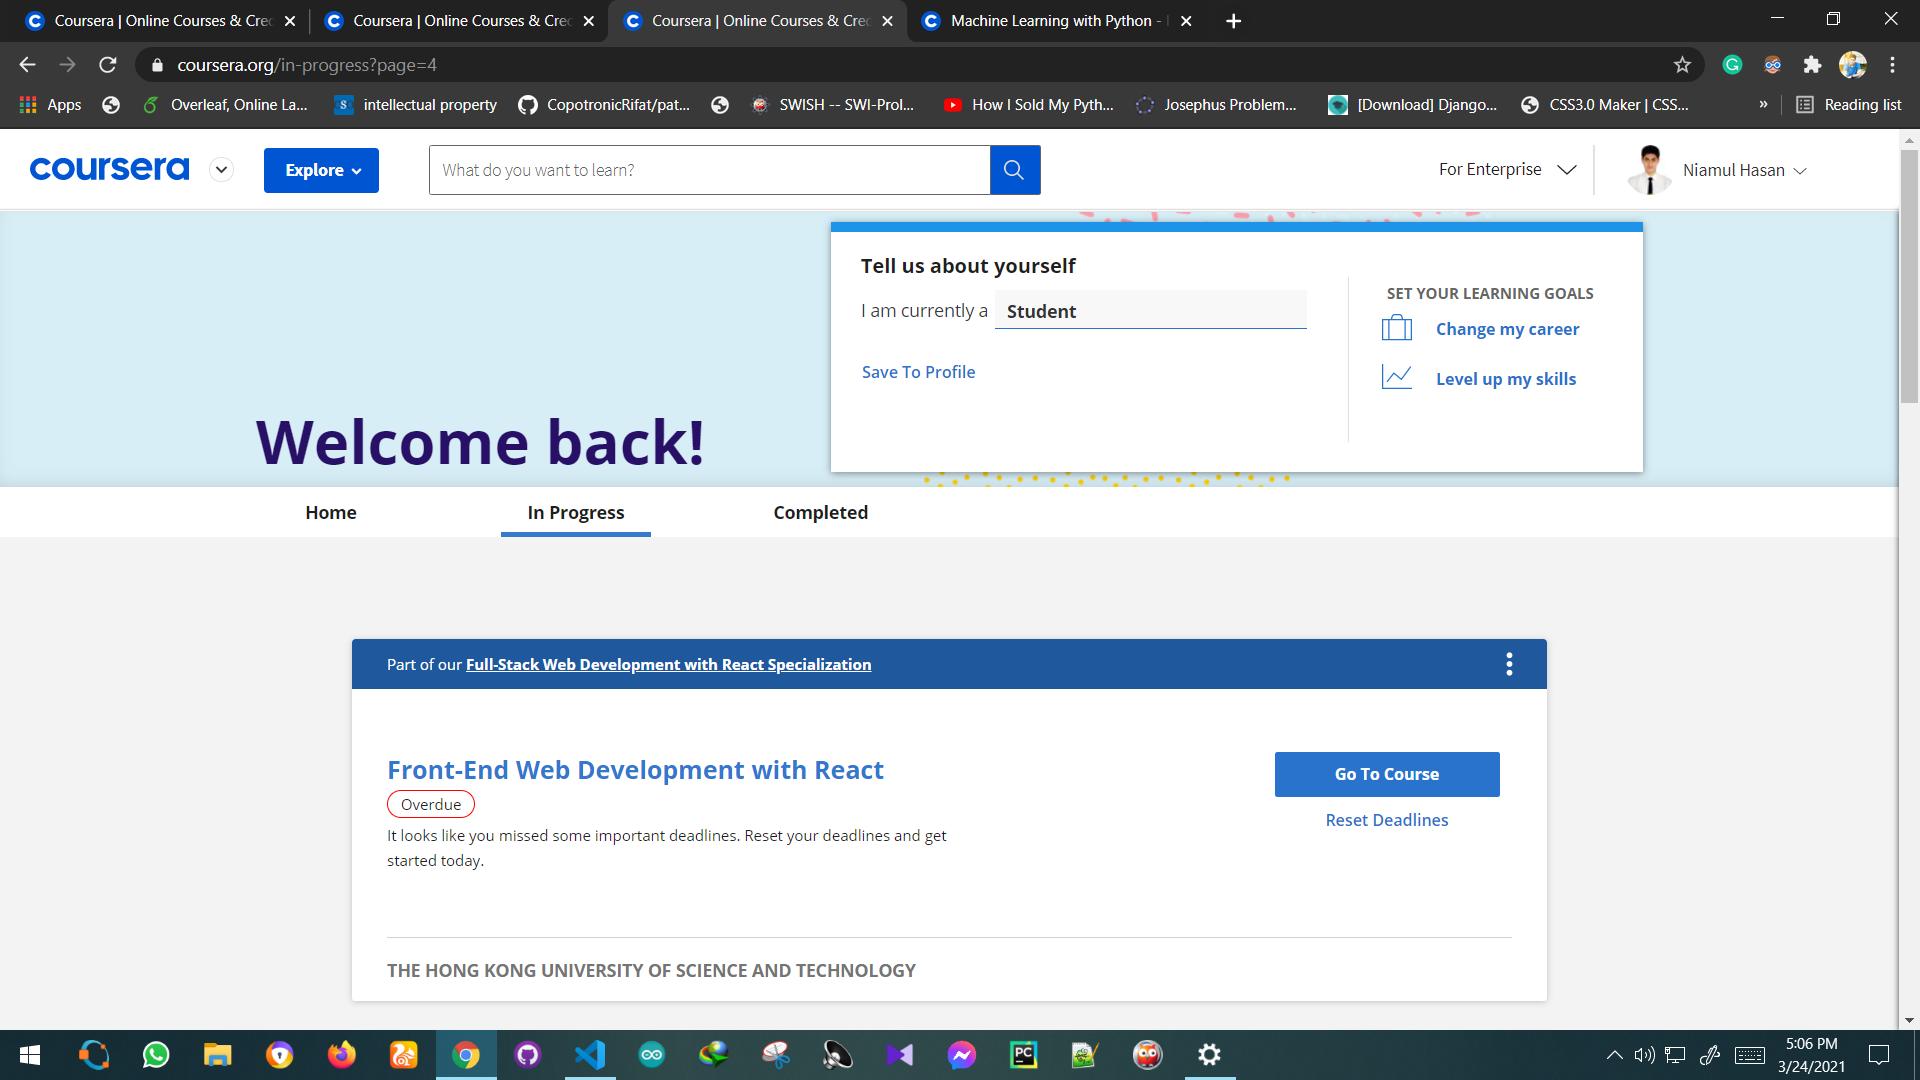 Coursera | Online Courses & Cred
Coursera | Online Courses & Cred
Coursera | Online Courses & Cred
Machine Learning with Python -
coursera.org/in-progress?page=4
Apps
Overleaf, Online La...
intellectual property
CopotronicRifat/pat...
SWISH -- SWI-Prol...
How I Sold My Pyth...
Josephus Problem...
[Download] Django...
CSS3.0 Maker | CSS...
»
Reading list
coursera
Explore
What do you want to learn?
For Enterprise
Niamul Hasan
Tell us about yourself
I am currently a Student
Save To Profile
SET YOUR LEARNING GOALS
Change my career
Level up my skills
Welcome back!
Home
In Progress
Completed
Part of our Full-Stack Web Development with React Specialization
Front-End Web Development with React
Overdue
It looks like you missed some important deadlines. Reset your deadlines and get
started today.
Go To Course
Reset Deadlines
THE HONG KONG UNIVERSITY OF SCIENCE AND TECHNOLOGY
PC
5:06 PM
3/24/2021